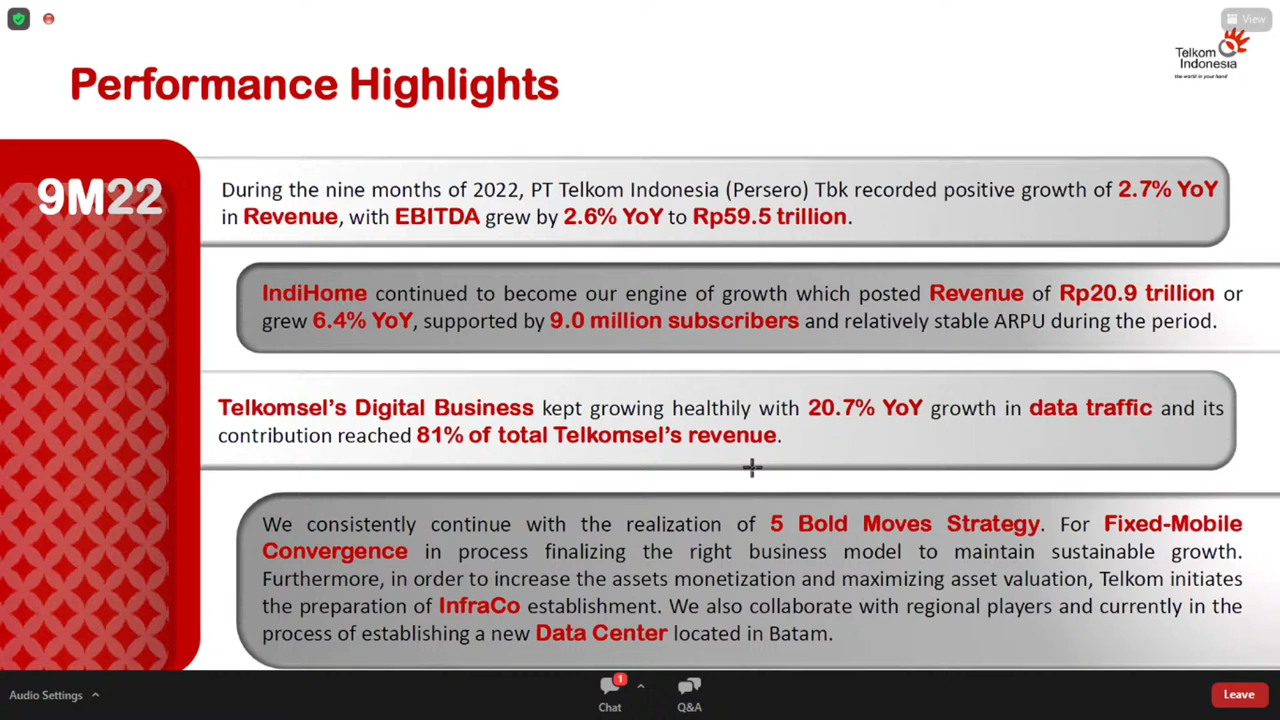 View
Telkom
Indonesia
the world in your hand
Performance Highlights
9M22
During the nine months of 2022, PT Telkom Indonesia (Persero) Tbk recorded positive growth of 2.7% YoY
in Revenue, with EBITDA grew by 2.6% YoY to Rp59.5 trillion.
IndiHome continued to become our engine of growth which posted Revenue of Rp20.9 trillion or
grew 6.4% YoY, supported by 9.0 million subscribers and relatively stable ARPU during the period.
Telkomsel’s Digital Business kept growing healthily with 20.7% YoY growth in data traffic and its
contribution reached 81% of total Telkomsel’s revenue.
We consistently continue with the realization of 5 Bold Moves Strategy. For Fixed-Mobile
Convergence in process finalizing the right business model to maintain sustainable growth.
Furthermore, in order to increase the assets monetization and maximizing asset valuation, Telkom initiates
the preparation of InfraCo establishment. We also collaborate with regional players and currently in the
process of establishing a new Data Center located in Batam.
Audio Settings
1
Chat
Q&A
Leave